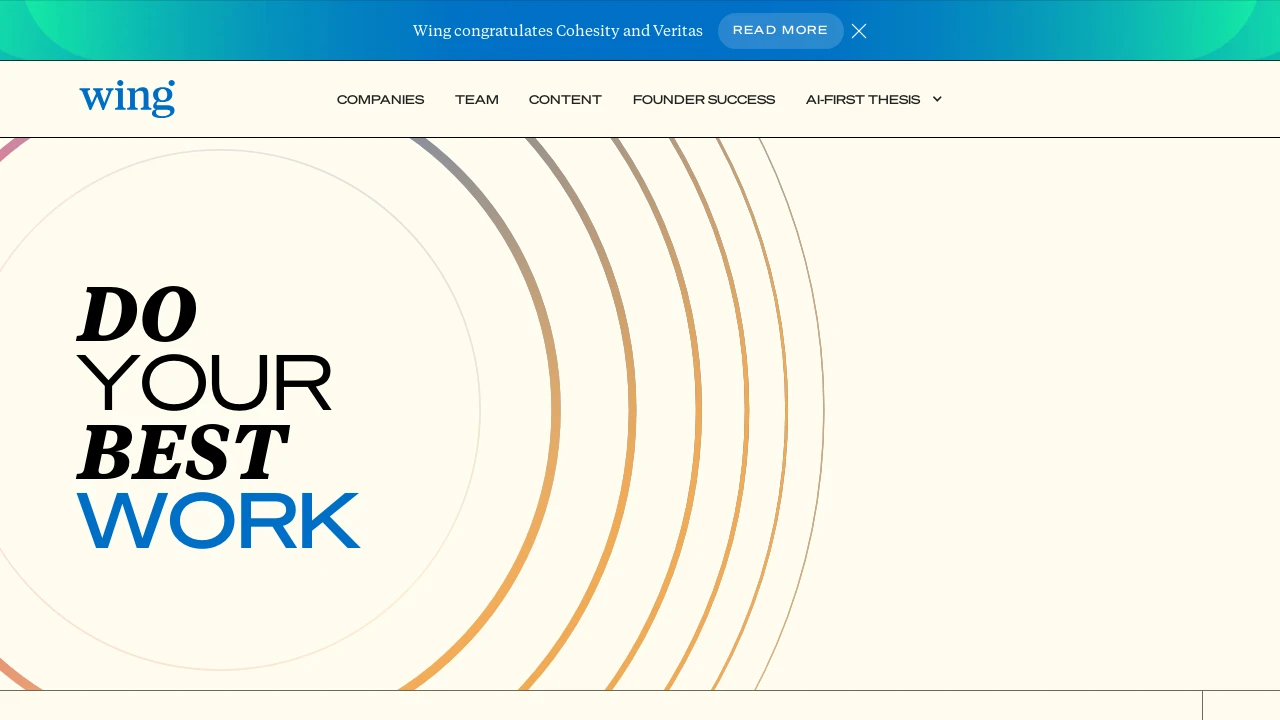 Wing congratulates Cohesity and Veritas READ MORE
wing
COMPANIES TEAM CONTENT FOUNDER SUCCESS AI-FIRST THESIS
DO
YOUR
BEST
WORK